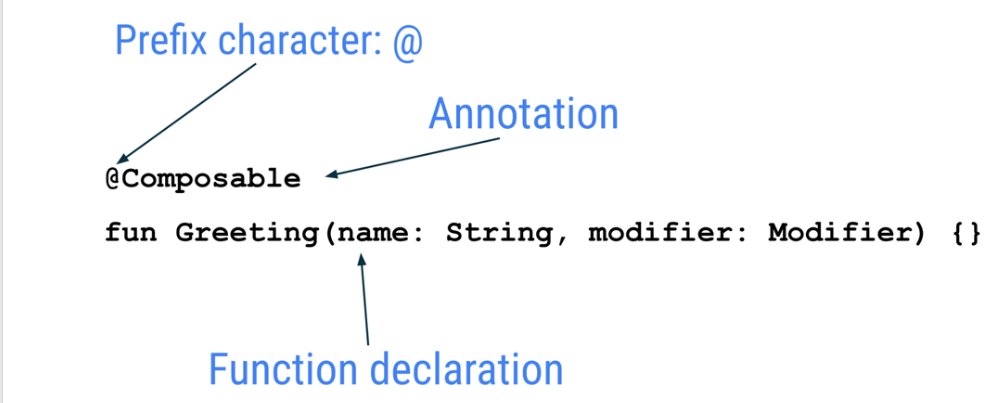 Prefix character: @
Annotation
@Composable
fun Greeting(name: String, modifier: Modifier) {}
Function declaration